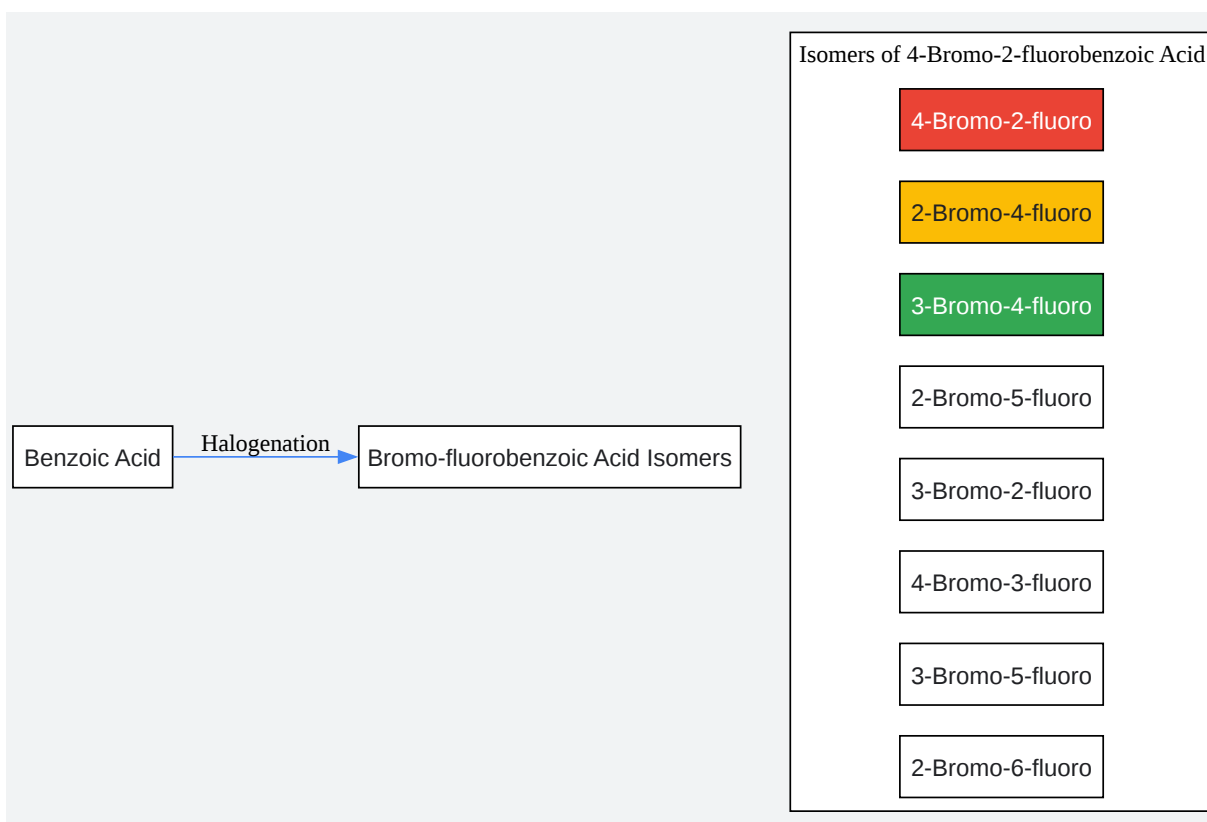 Isomers of 4-Bromo-2-fluorobenzoic Acid
4-Bromo-2-fluoro
2-Bromo-4-fluoro
3-Bromo-4-fluoro
2-Bromo-5-fluoro
Benzoic Acid
Halogenation
Bromo-fluorobenzoic Acid Isomers
3-Bromo-2-fluoro
4-Bromo-3-fluoro
3-Bromo-5-fluoro
2-Bromo-6-fluoro